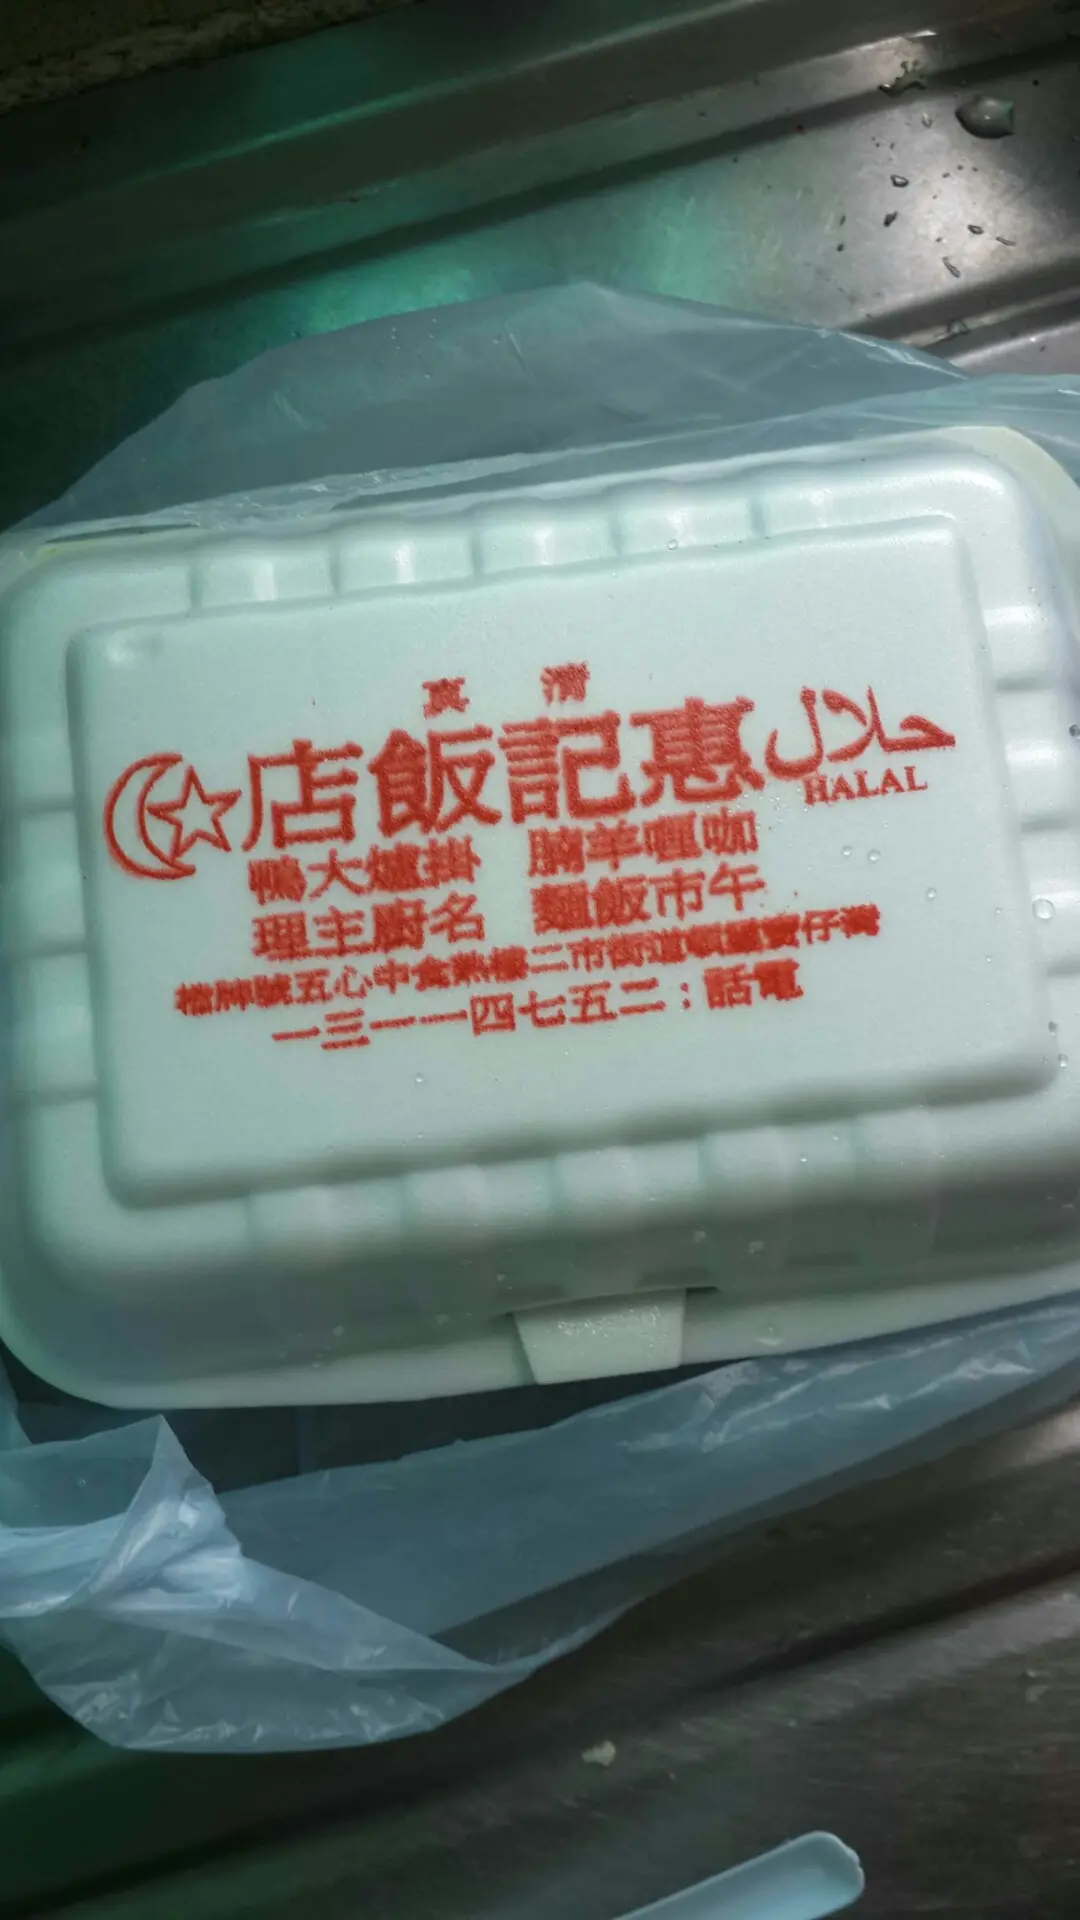 清真
惠記飯店
حلال
HALAL
咖喱羊腩 掛爐大鴨
午市飯麵 名廚主理
灣仔寶靈頓道街市二樓熟食中心五號牌檔
電話：二五七四一一三一